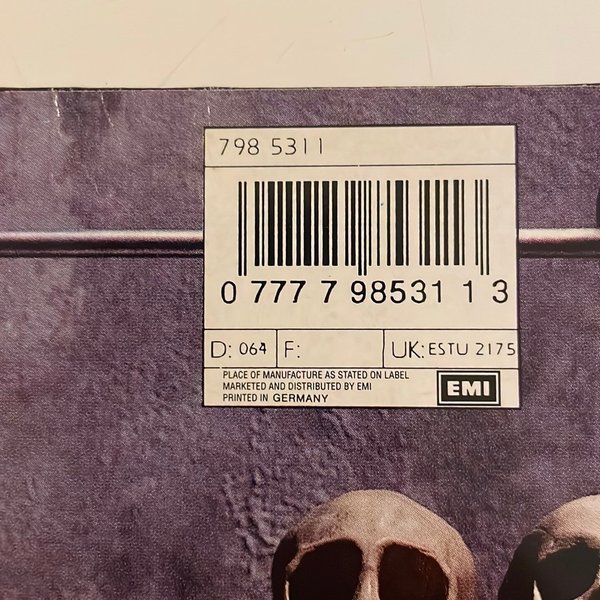 798 5311
0 777 7 98531 1 3
D: 064 F: UK: ESTU 2175
PLACE OF MANUFACTURE AS STATED ON LABEL
MARKETED AND DISTRIBUTED BY EMI
PRINTED IN GERMANY
EMI